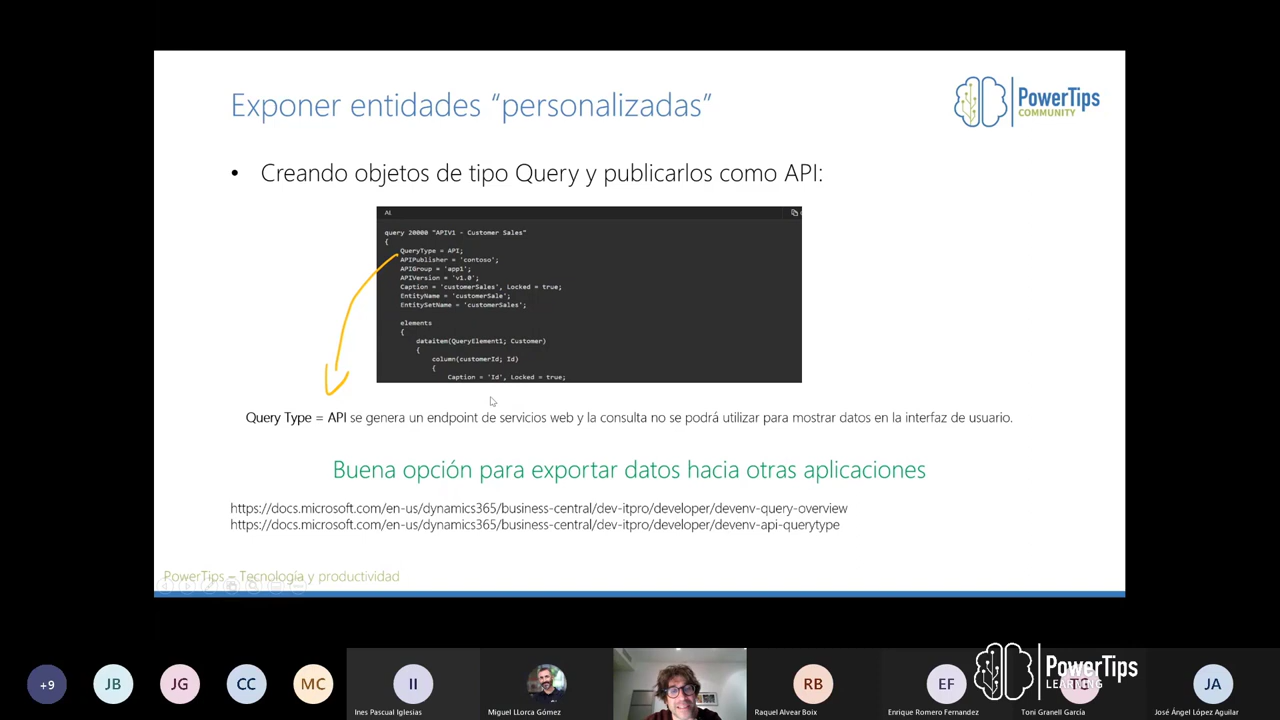 Exponer entidades “personalizadas”
PowerTips
COMMUNITY
• Creando objetos de tipo Query y publicarlos como API:
AL
query 20000 "APIV1 - Customer Sales"
{
QueryType = API;
APIPublisher = 'contoso';
APIGroup = 'app1';
APIVersion = 'v1.0';
Caption = 'customerSales', Locked = true;
EntityName = 'customerSale';
EntitySetName = 'customerSales';
elements
{
dataitem(QueryElement1; Customer)
{
column(customerId; Id)
{
Caption = 'Id', Locked = true;
Query Type = API se genera un endpoint de servicios web y la consulta no se podrá utilizar para mostrar datos en la interfaz de usuario.
Buena opción para exportar datos hacia otras aplicaciones
https://docs.microsoft.com/en-us/dynamics365/business-central/dev-itpro/developer/devenv-query-overview
https://docs.microsoft.com/en-us/dynamics365/business-central/dev-itpro/developer/devenv-api-querytype
PowerTips – Tecnología y productividad
+9
JB
JG
CC
MC
II
RB
EF
JA
PowerTips
LEARNING
Ines Pascual Iglesias
Miguel LLorca Gómez
Raquel Alvear Boix
Enrique Romero Fernandez
Toni Granell García
José Ángel López Aguilar